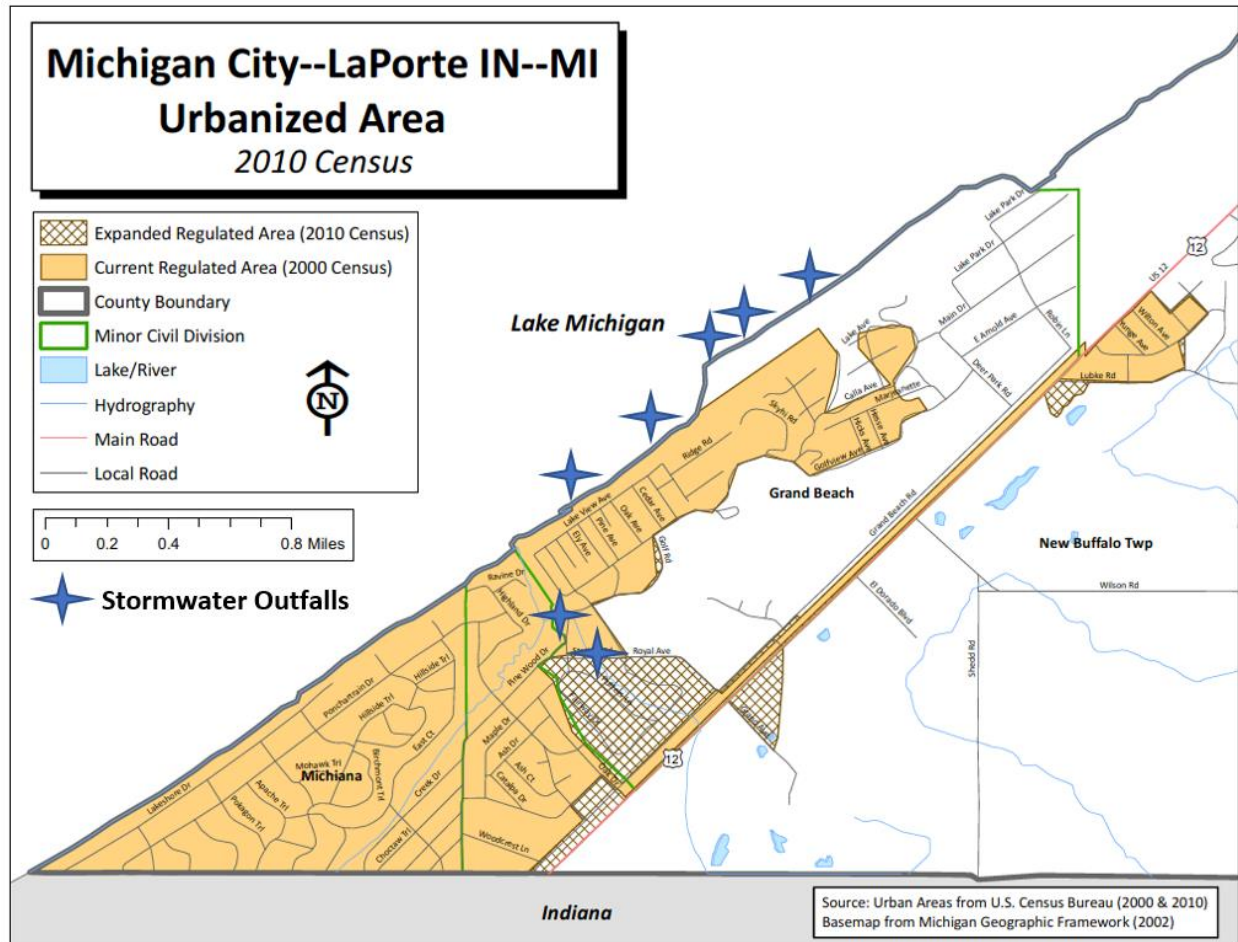 Michigan City--LaPorte IN--MI
Urbanized Area
2010 Census
Expanded Regulated Area (2010 Census)
Current Regulated Area (2000 Census)
County Boundary
Minor Civil Division
Lake/River
Hydrography
Main Road
Local Road
N
0 0.2 0.4 0.8 Miles
Stormwater Outfalls
Lake Michigan
Lake Park Dr
Lake Park Dr
Main Dr
E Arnold Ave
Robin Ln
Deer Park Rd
US 12
12
Wilton Ave
Lubke Rd
Lake Ave
Calla Ave
Skyhi Rd
Hicks Ave
Hesse Ave
Golfview Ave
Ridge Rd
Grand Beach
Grand Beach Rd
New Buffalo Twp
Wilson Rd
El Dorado Blvd
Shedd Rd
Lake View Ave
Cedar Ave
Oak Ave
Pine Ave
Ely Ave
Golf Rd
Ravine Dr
Highland Dr
Royal Ave
Pine Wood Dr
Hillside Trl
Ponchartrain Dr
Hillside Trl
East Ct
Maple Dr
Ash Dr
Ash Ct
Catalpa Dr
12
Mohawk Trl
Michiana
Birchmont Trl
Creek Dr
Lakeshore Dr
Apache Trl
Pokagon Trl
Choctaw Trl
Woodcrest Ln
Indiana
Source: Urban Areas from U.S. Census Bureau (2000 & 2010)
Basemap from Michigan Geographic Framework (2002)